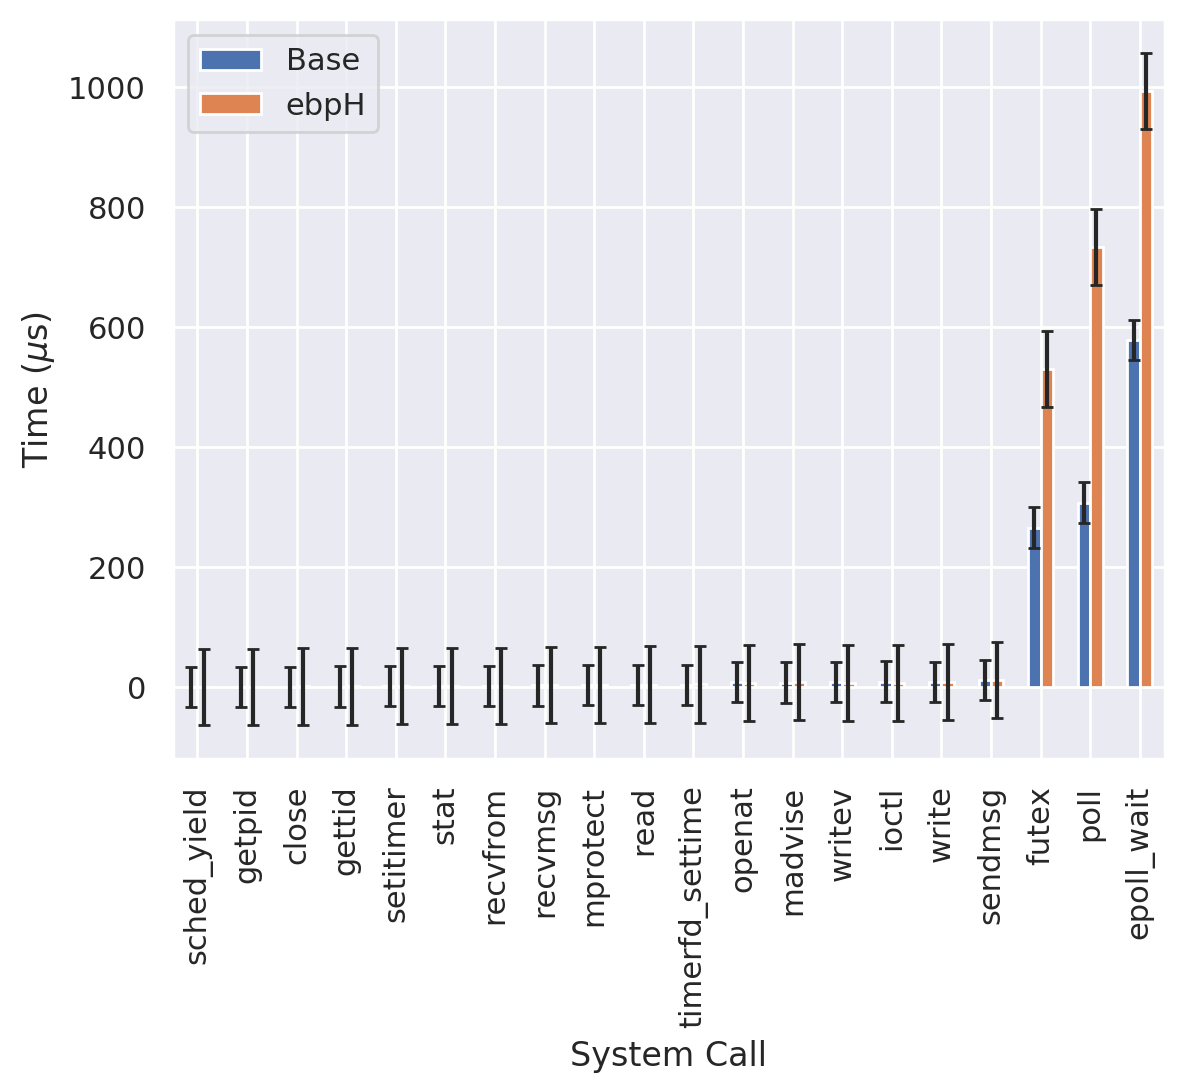 Base
ebpH
1000
800
600
400
200
0
Time (μs)
sched_yield
getpid
close
gettid
setitimer
stat
recvfrom
recvmsg
mprotect
read
timerfd_settime
openat
madvise
writev
ioctl
write
sendmsg
futex
poll
epoll_wait
System Call